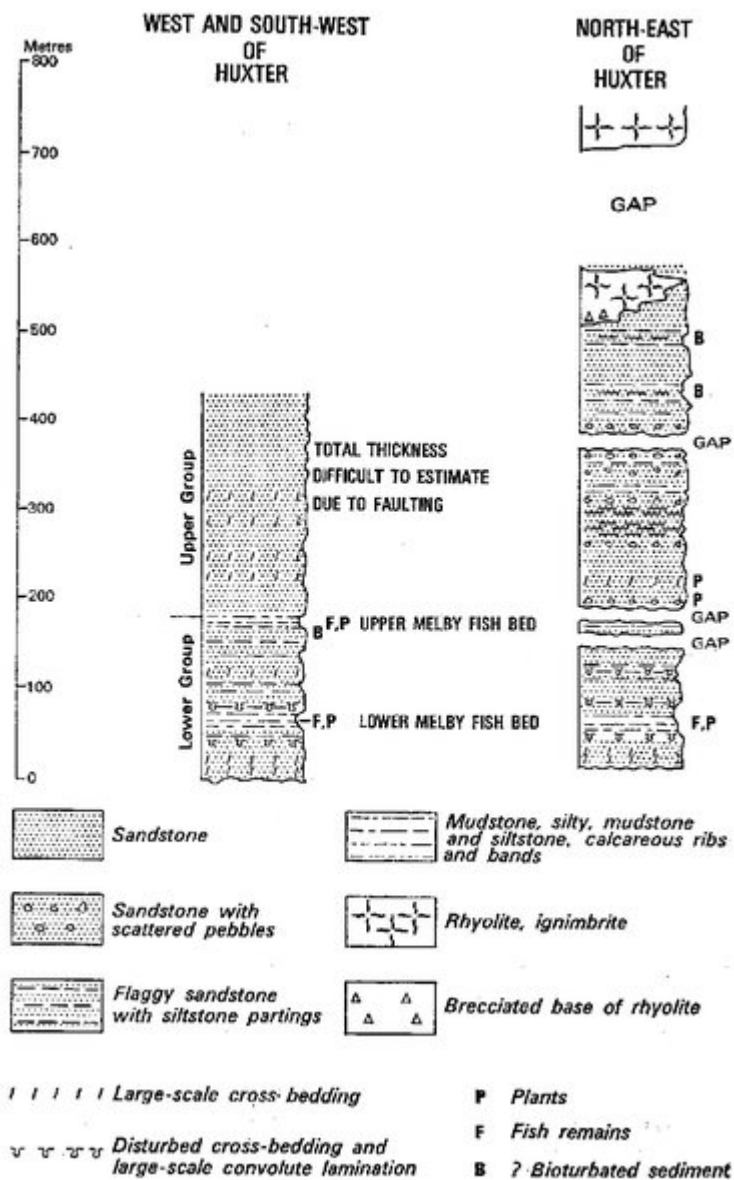 WEST AND SOUTH-WEST
OF
HUXTER
NORTH-EAST
OF
HUXTER
Metres
800
700
600
500
400
300
200
100
0
GAP
B
B
GAP
TOTAL THICKNESS
DIFFICULT TO ESTIMATE
DUE TO FAULTING
Upper Group
P
P
GAP
F,P UPPER MELBY FISH BED
B
GAP
Lower Group
F,P LOWER MELBY FISH BED
F,P
Sandstone
Mudstone, silty, mudstone
and siltstone, calcareous ribs
and bands
Sandstone with
scattered pebbles
Rhyolite, ignimbrite
Flaggy sandstone
with siltstone partings
Brecciated base of rhyolite
Large-scale cross-bedding
P Plants
Disturbed cross-bedding and
large-scale convolute lamination
F Fish remains
B ? Bioturbated sediment